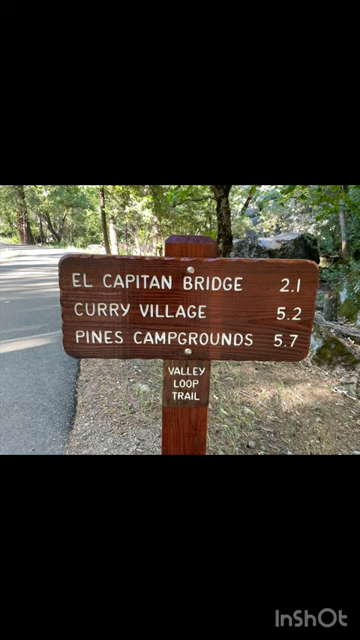 EL CAPITAN BRIDGE 2.1
CURRY VILLAGE 5.2
PINES CAMPGROUNDS 5.7
VALLEY
LOOP
TRAIL
InShOt